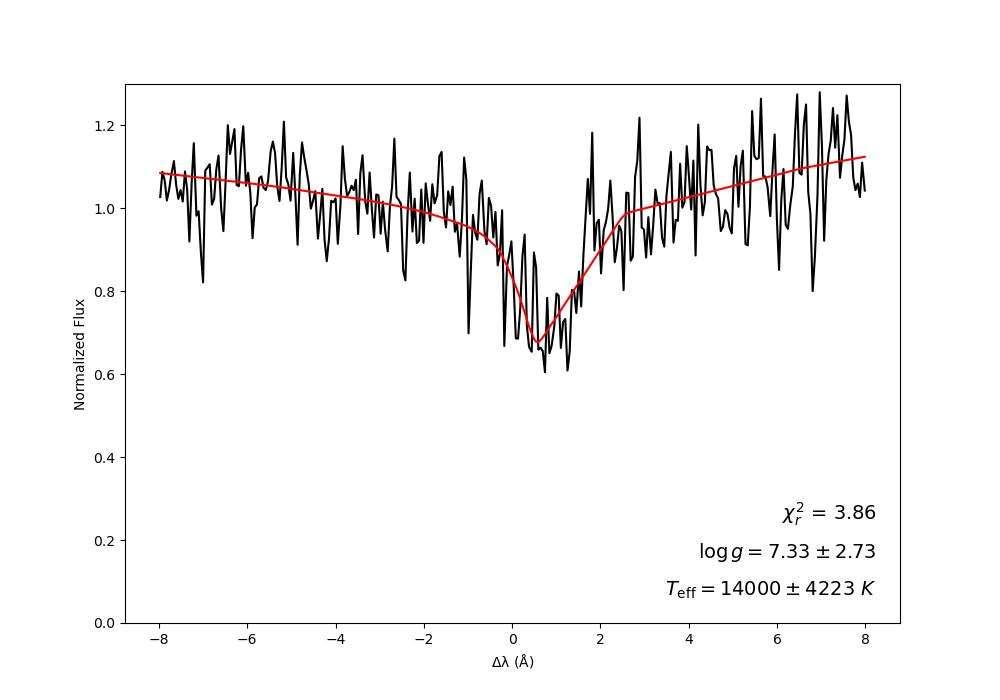 1.2
1.0
0.8
0.6
0.4
0.2
0.0
Normalized Flux
χ²ᵣ = 3.86
log g = 7.33 ± 2.73
T_eff = 14000 ± 4223 K
−8 −6 −4 −2 0 2 4 6 8
Δλ (Å)